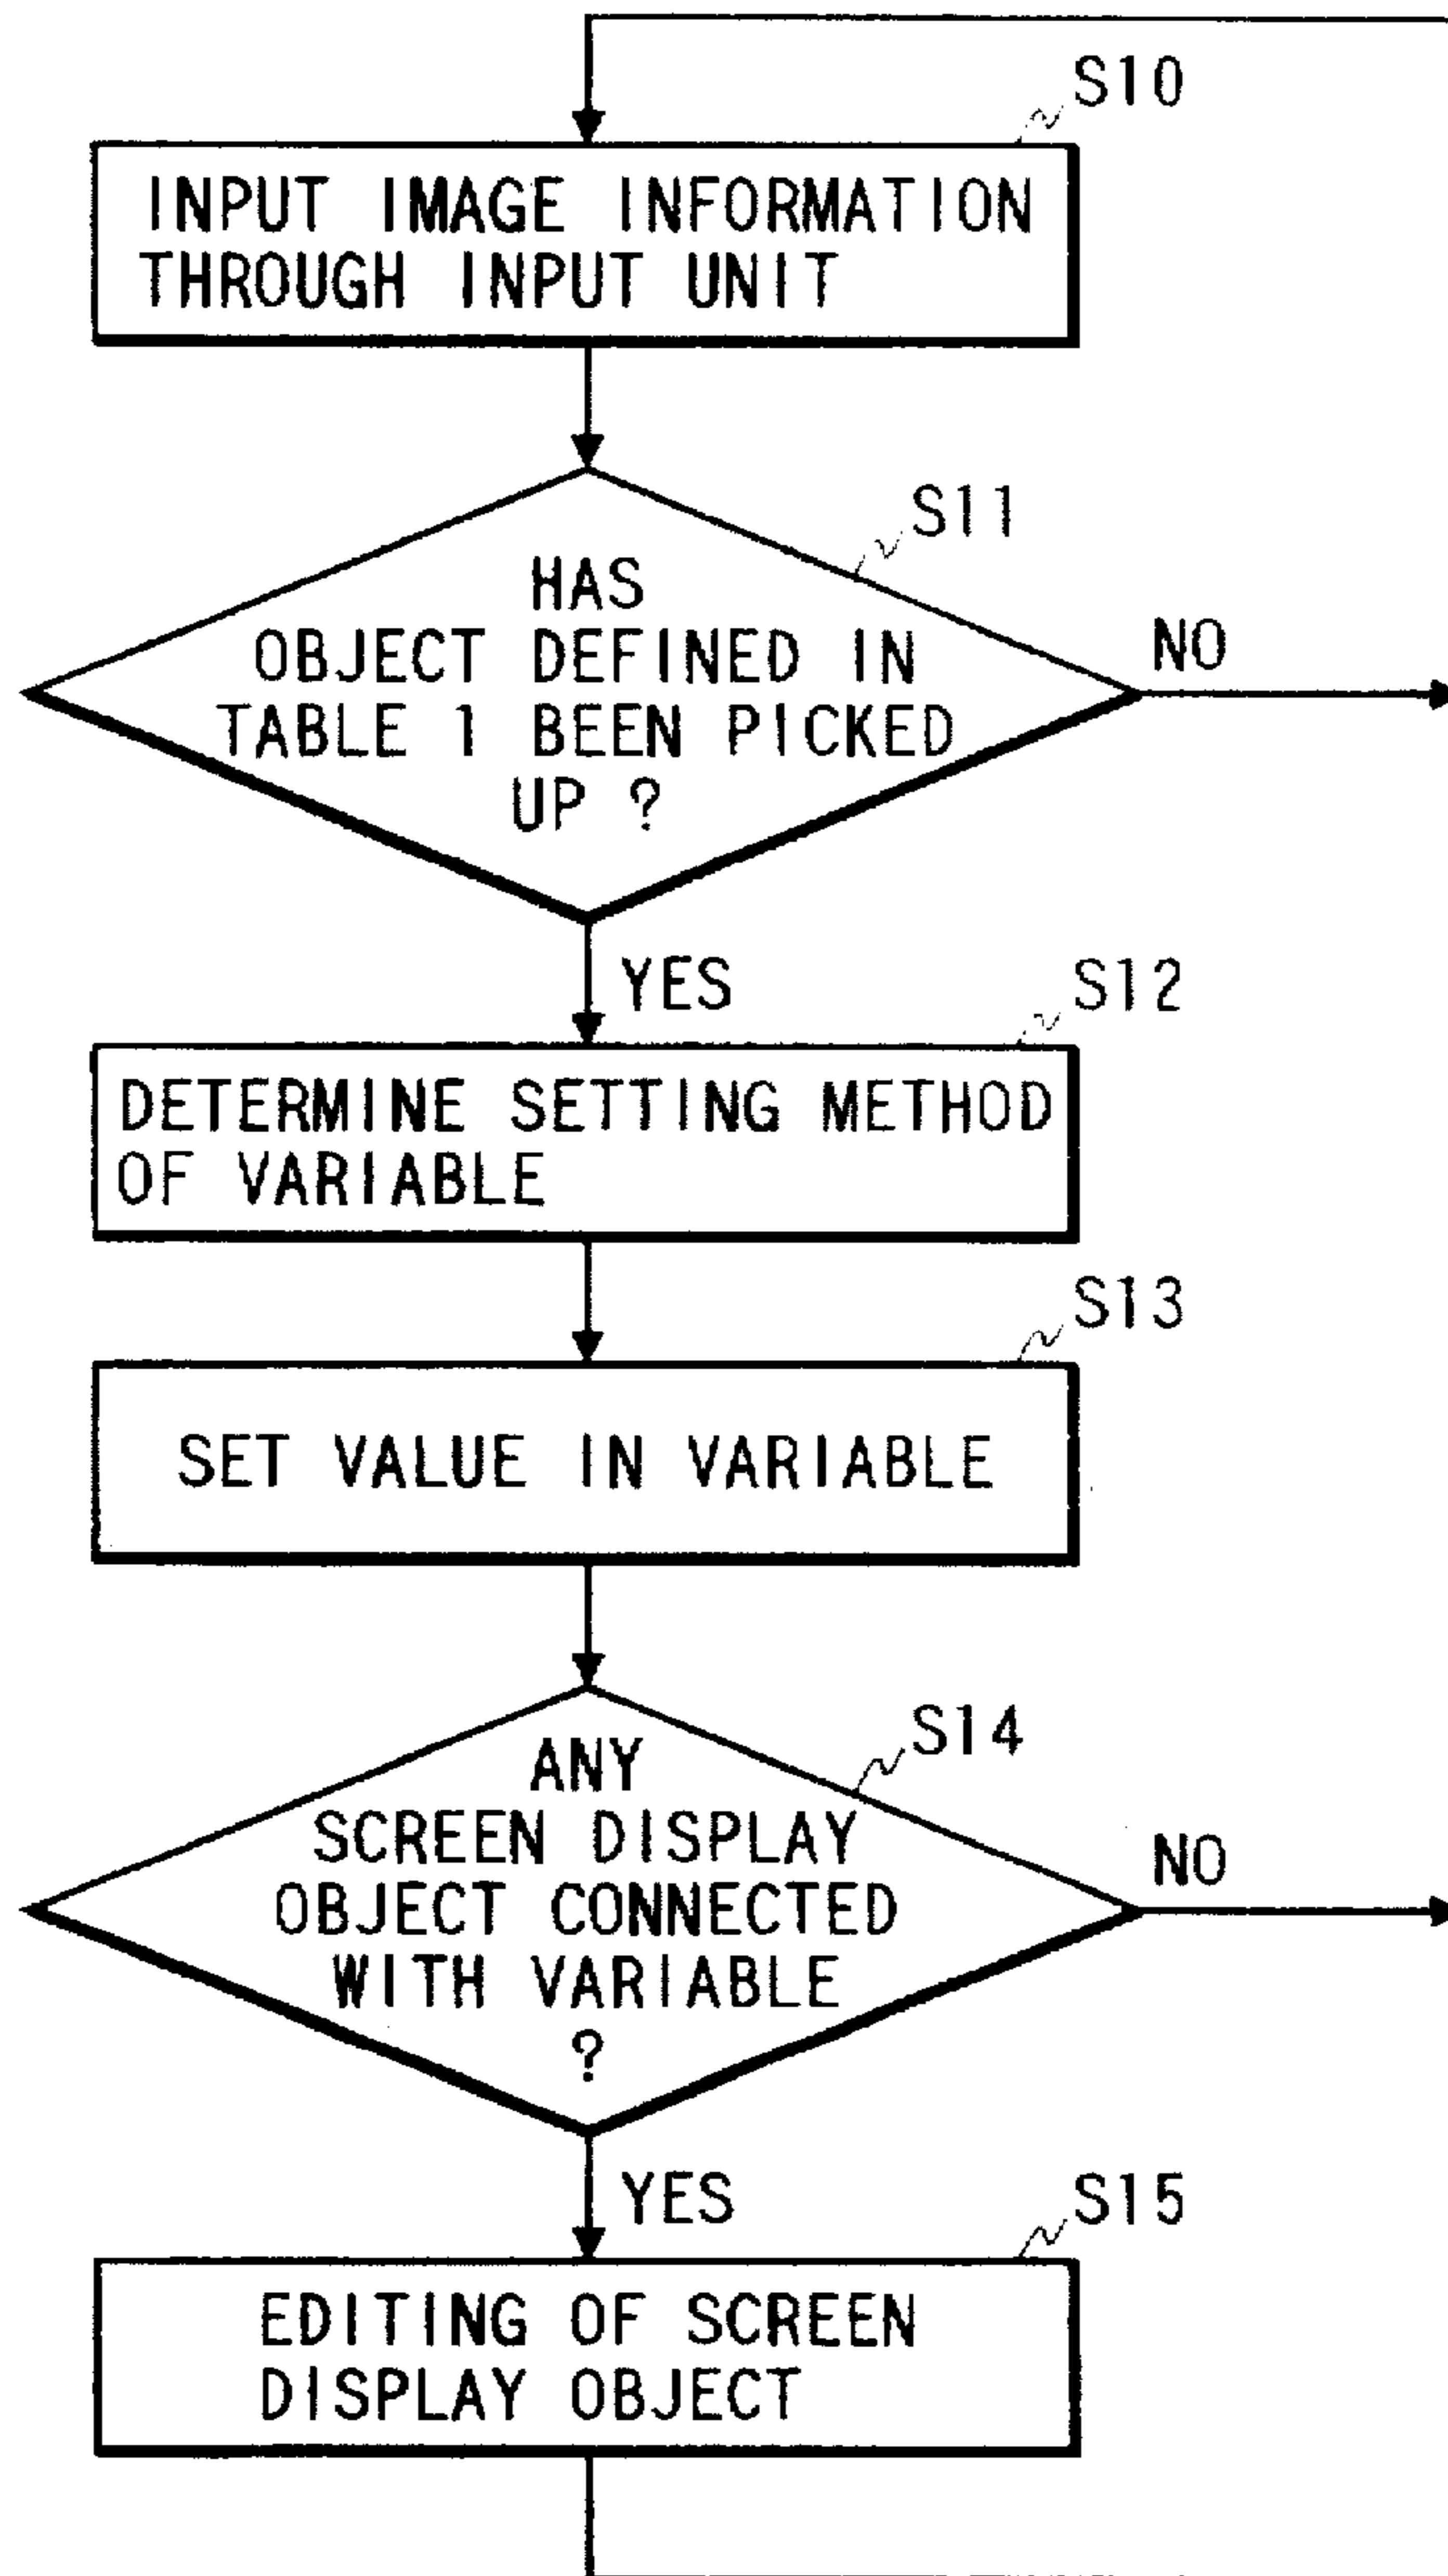 S10
INPUT IMAGE INFORMATION
THROUGH INPUT UNIT
S11
HAS
OBJECT DEFINED IN
TABLE 1 BEEN PICKED
UP ?
NO
YES
S12
DETERMINE SETTING METHOD
OF VARIABLE
S13
SET VALUE IN VARIABLE
S14
ANY
SCREEN DISPLAY
OBJECT CONNECTED
WITH VARIABLE
?
NO
YES
S15
EDITING OF SCREEN
DISPLAY OBJECT